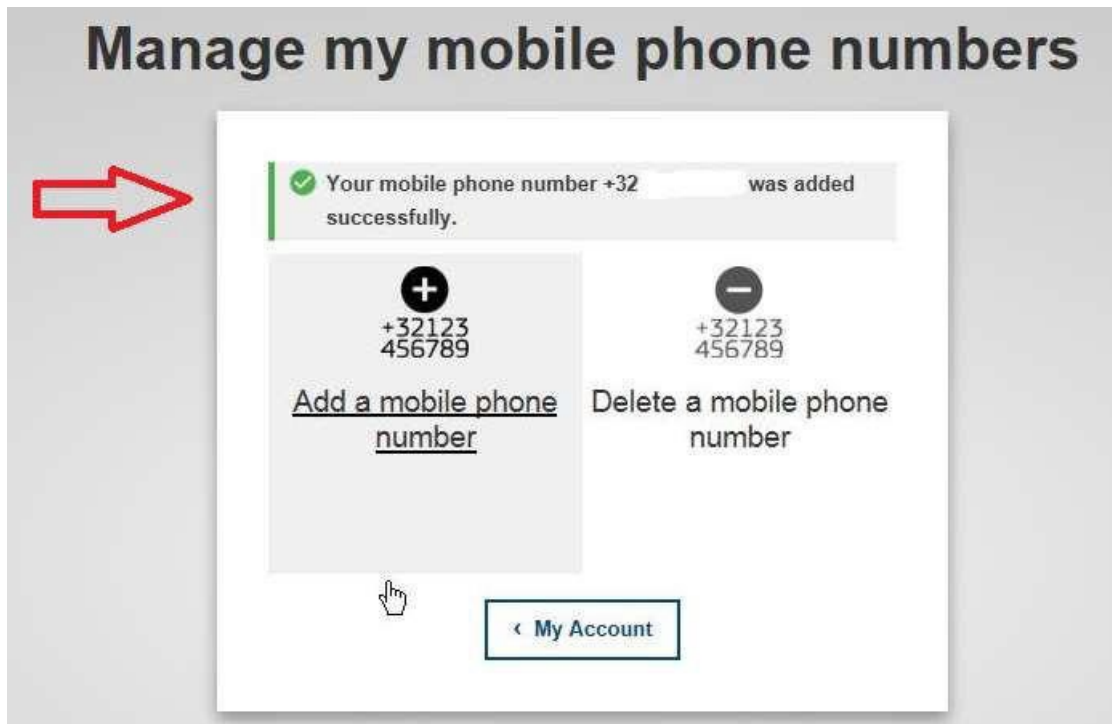 Manage my mobile phone numbers
Your mobile phone number +32 was added
successfully.
+32123
456789
Add a mobile phone
number
+32123
456789
Delete a mobile phone
number
‹ My Account